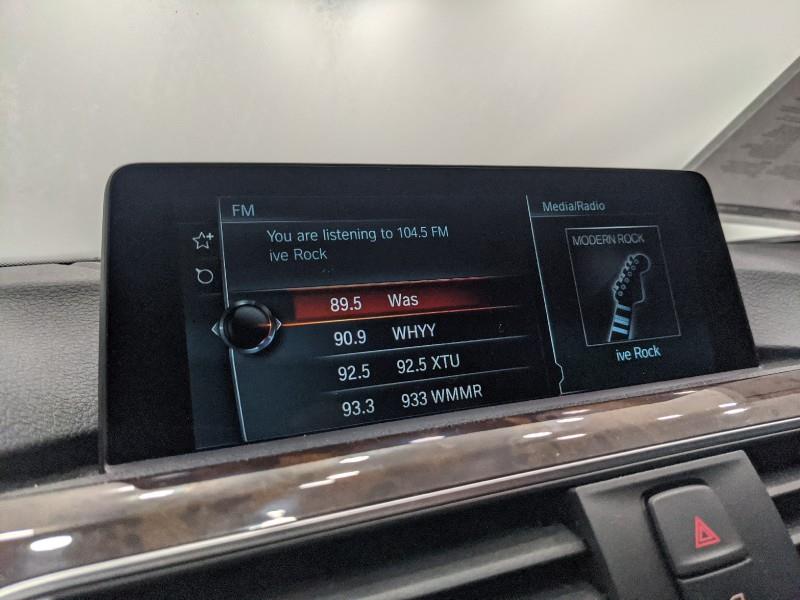 FM
You are listening to 104.5 FM
ive Rock
89.5 Was
90.9 WHYY
92.5 92.5 XTU
93.3 933 WMMR
Media/Radio
MODERN ROCK
ive Rock